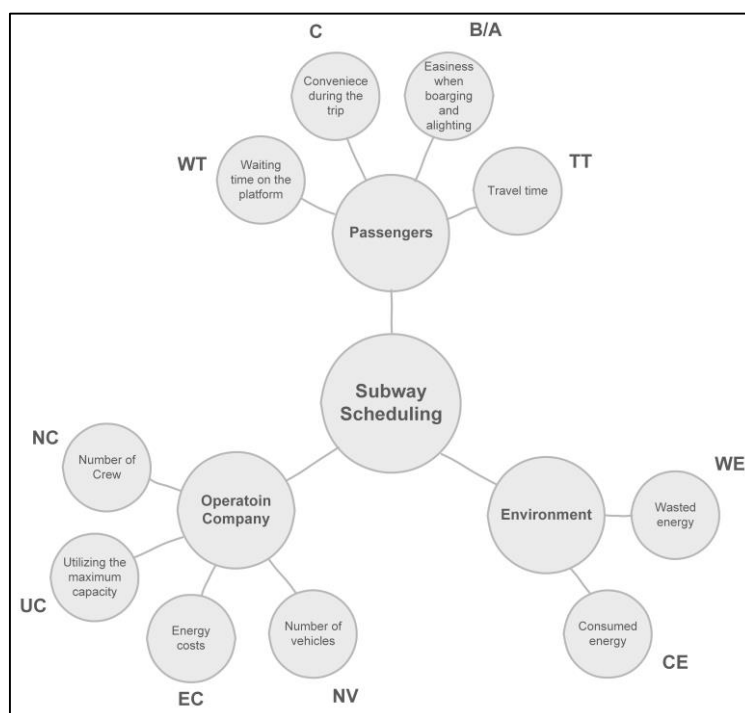 C
B/A
Conveniece
during the
trip
Easiness
when
boarging
and
alighting
WT
Waiting
time on the
platform
TT
Travel time
Passengers
Subway
Scheduling
NC
Number of
Crew
Operatoin
Company
UC
Utilizing the
maximum
capacity
Energy
costs
EC
Number of
vehicles
NV
Environment
WE
Wasted
energy
Consumed
energy
CE